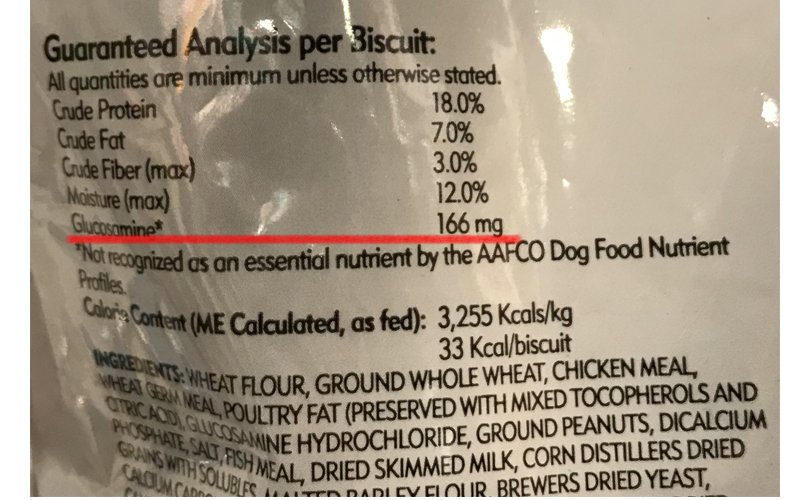 Guaranteed Analysis per Biscuit:
All quantities are minimum unless otherwise stated.
Crude Protein 18.0%
Crude Fat 7.0%
Crude Fiber (max) 3.0%
Moisture (max) 12.0%
Glucosamine* 166 mg
*Not recognized as an essential nutrient by the AAFCO Dog Food Nutrient
Profiles.
Calorie Content (ME Calculated, as fed): 3,255 Kcals/kg
33 Kcal/biscuit
INGREDIENTS: WHEAT FLOUR, GROUND WHOLE WHEAT, CHICKEN MEAL,
WHEAT GERM MEAL, POULTRY FAT (PRESERVED WITH MIXED TOCOPHEROLS AND
CITRIC ACID), GLUCOSAMINE HYDROCHLORIDE, GROUND PEANUTS, DICALCIUM
PHOSPHATE, SALT, FISH MEAL, DRIED SKIMMED MILK, CORN DISTILLERS DRIED
GRAINS WITH SOLUBLES, MALTED BARLEY FLOUR, BREWERS DRIED YEAST,
CALCIUM